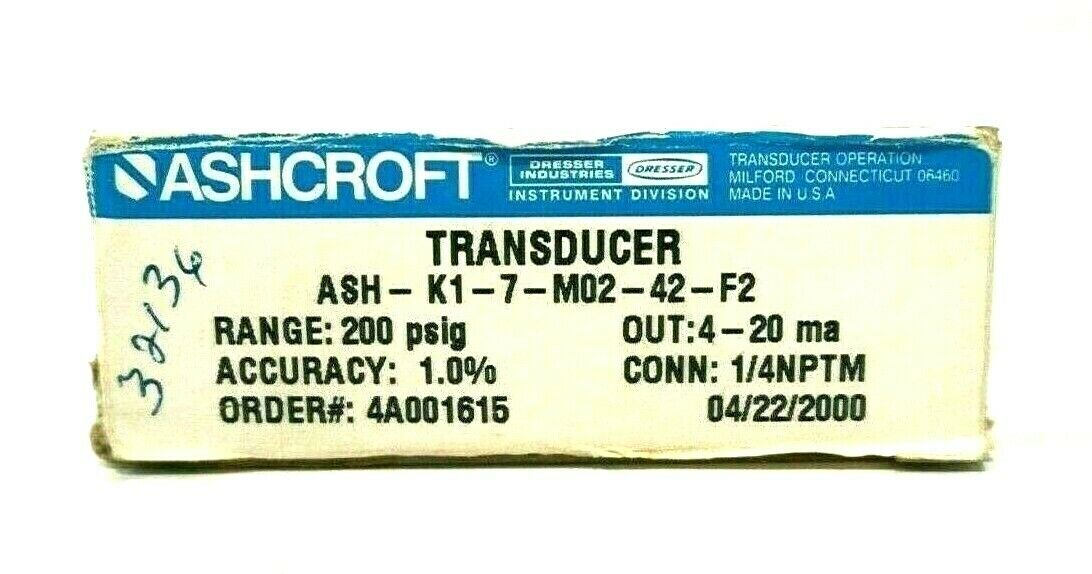 ASHCROFT®
DRESSER INDUSTRIES
DRESSER
INSTRUMENT DIVISION
TRANSDUCER OPERATION
MILFORD CONNECTICUT 06460
MADE IN U.S.A
TRANSDUCER
ASH-K1-7-M02-42-F2
RANGE: 200 psig
OUT:4-20 ma
ACCURACY: 1.0%
CONN: 1/4NPTM
ORDER#: 4A001615
04/22/2000
32136